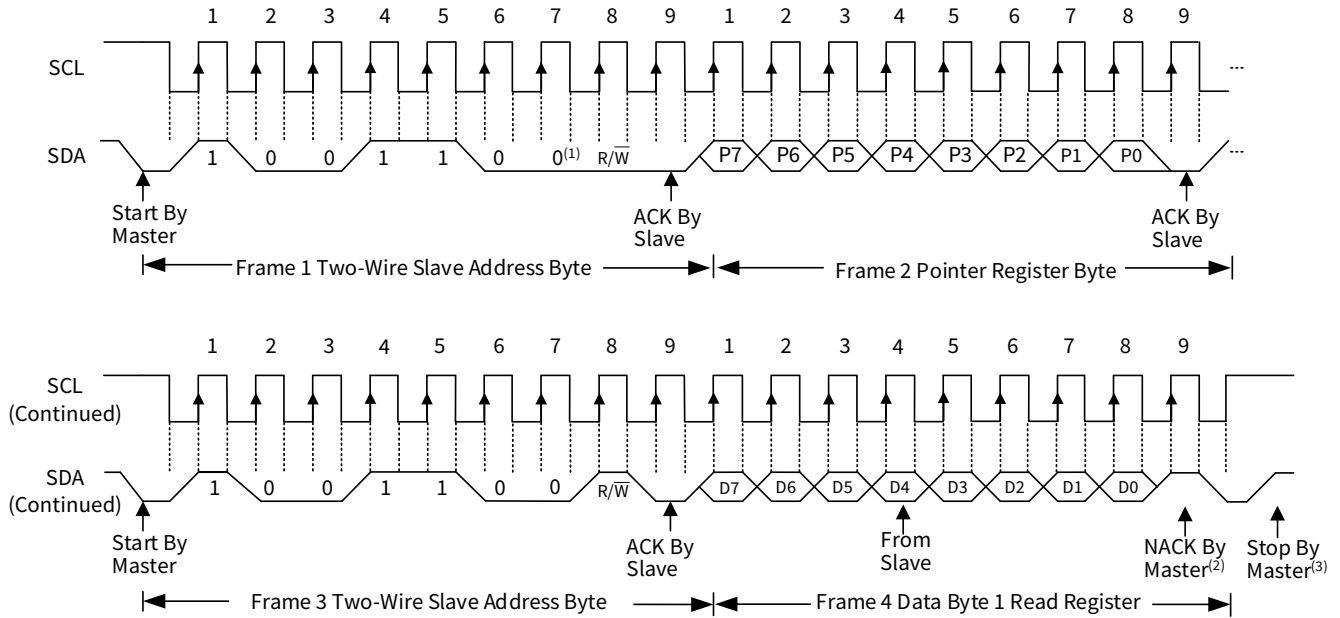 1 2 3 4 5 6 7 8 9 1 2 3 4 5 6 7 8 9
SCL ---
SDA 1 0 0 1 1 0 0(1) R/W̅ P7 P6 P5 P4 P3 P2 P1 P0 ---
Start By Master
ACK By Slave
ACK By Slave
Frame 1 Two-Wire Slave Address Byte
Frame 2 Pointer Register Byte
1 2 3 4 5 6 7 8 9 1 2 3 4 5 6 7 8 9
SCL
(Continued)
SDA
(Continued)
1 0 0 1 1 0 0 R/W̅ D7 D6 D5 D4 D3 D2 D1 D0
Start By
Master
ACK By
Slave
From
Slave
NACK By
Master(2)
Stop By
Master(3)
Frame 3 Two-Wire Slave Address Byte
Frame 4 Data Byte 1 Read Register